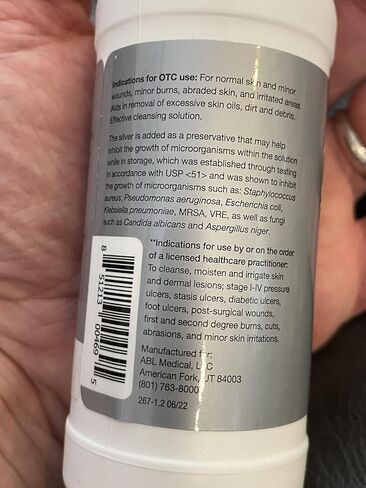 Indications for OTC use: For normal skin and minor
wounds, minor burns, abraded skin, and irritated areas.
Aids in removal of excessive skin oils, dirt and debris.
Effective cleansing solution.
The silver is added as a preservative that may help
inhibit the growth of microorganisms within the solution
while in storage, which was established through testing
in accordance with USP <51> and was shown to inhibit
the growth of microorganisms such as: Staphylococcus
aureus, Pseudomonas aeruginosa, Escherichia coli,
Klebsiella pneumoniae, MRSA, VRE, as well as fungi
such as Candida albicans and Aspergillus niger.
**Indications for use by or on the order
of a licensed healthcare practitioner:
To cleanse, moisten and irrigate skin
and dermal lesions; stage I-IV pressure
ulcers, stasis ulcers, diabetic ulcers,
foot ulcers, post-surgical wounds,
first and second degree burns, cuts,
abrasions, and minor skin irritations.
Manufactured for:
ABL Medical, LLC
American Fork, UT 84003
(801) 763-8000
267-1.2 06/22
8 51213 00469 5